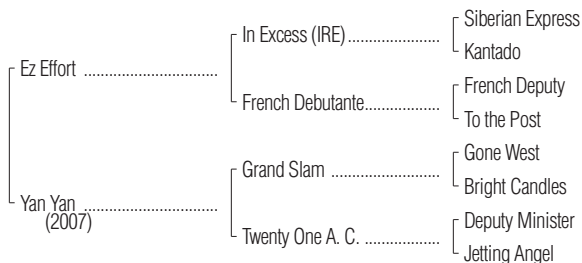 Siberian Express
In Excess (IRE)
Kantado
Ez Effort
French Deputy
French Debutante
To the Post
Gone West
Grand Slam
Bright Candles
Yan Yan
(2007)
Deputy Minister
Twenty One A. C.
Jetting Angel